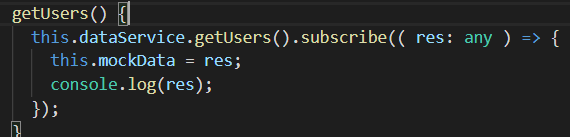 getUsers() {
this.dataService.getUsers().subscribe(( res: any ) => {
this.mockData = res;
console.log(res);
});
}